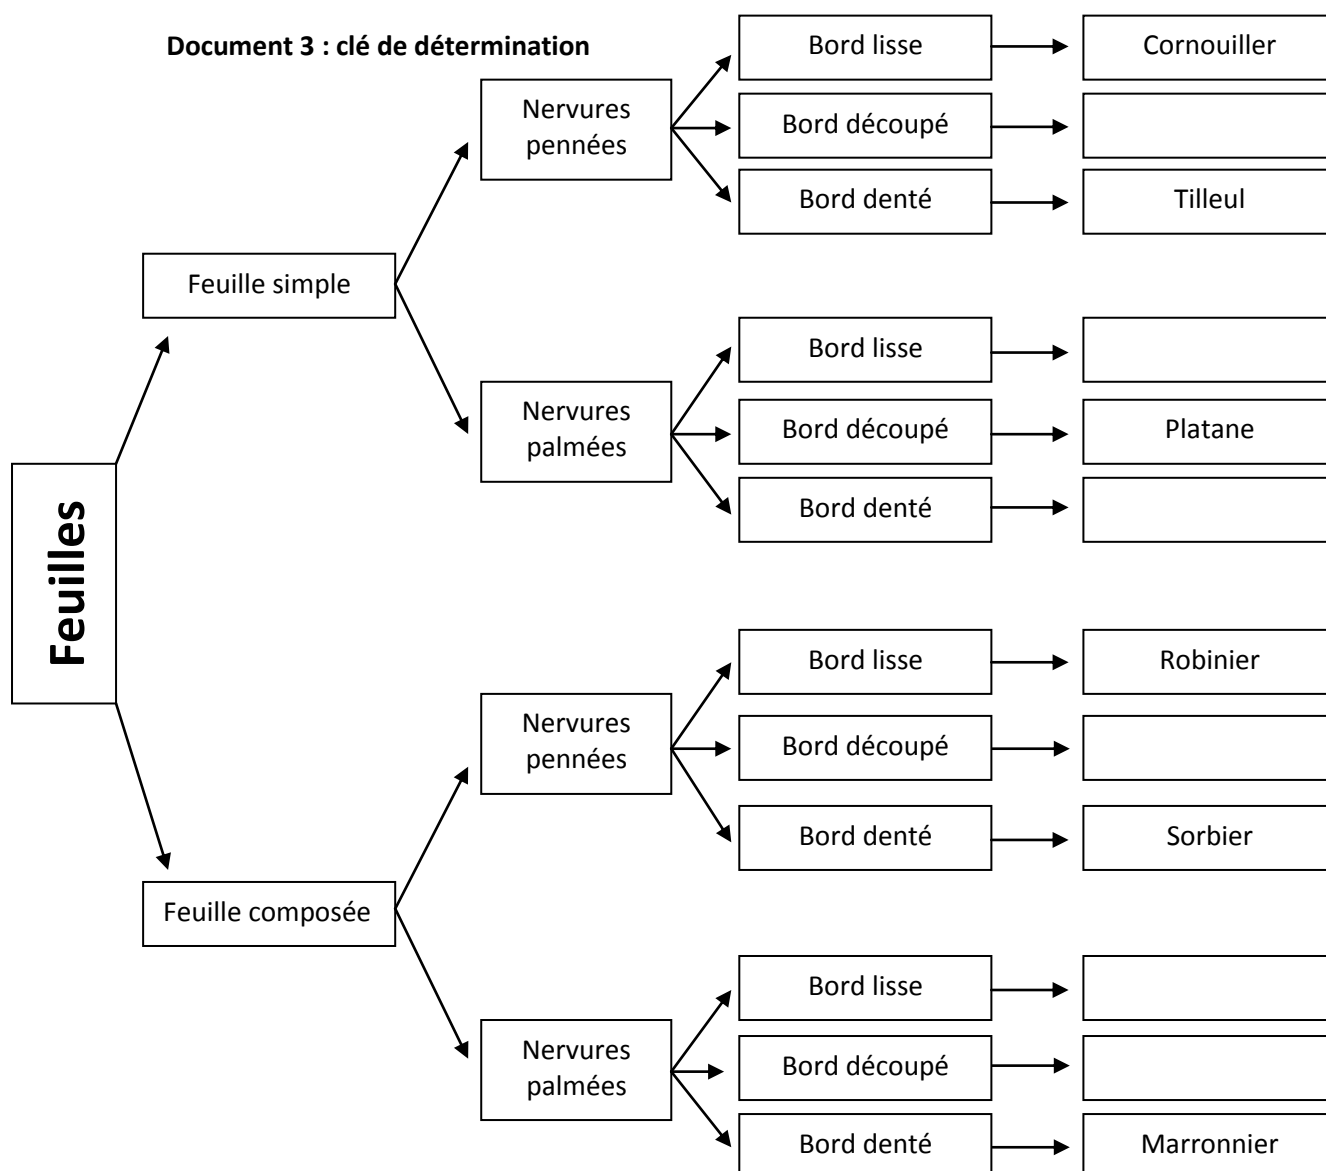 Document 3 : clé de détermination
Bord lisse
Cornouiller
Nervures
pennées
Bord découpé
Bord denté
Tilleul
Feuille simple
Bord lisse
Nervures
palmées
Bord découpé
Platane
Bord denté
Feuilles
Bord lisse
Robinier
Nervures
pennées
Bord découpé
Bord denté
Sorbier
Feuille composée
Bord lisse
Nervures
palmées
Bord découpé
Bord denté
Marronnier